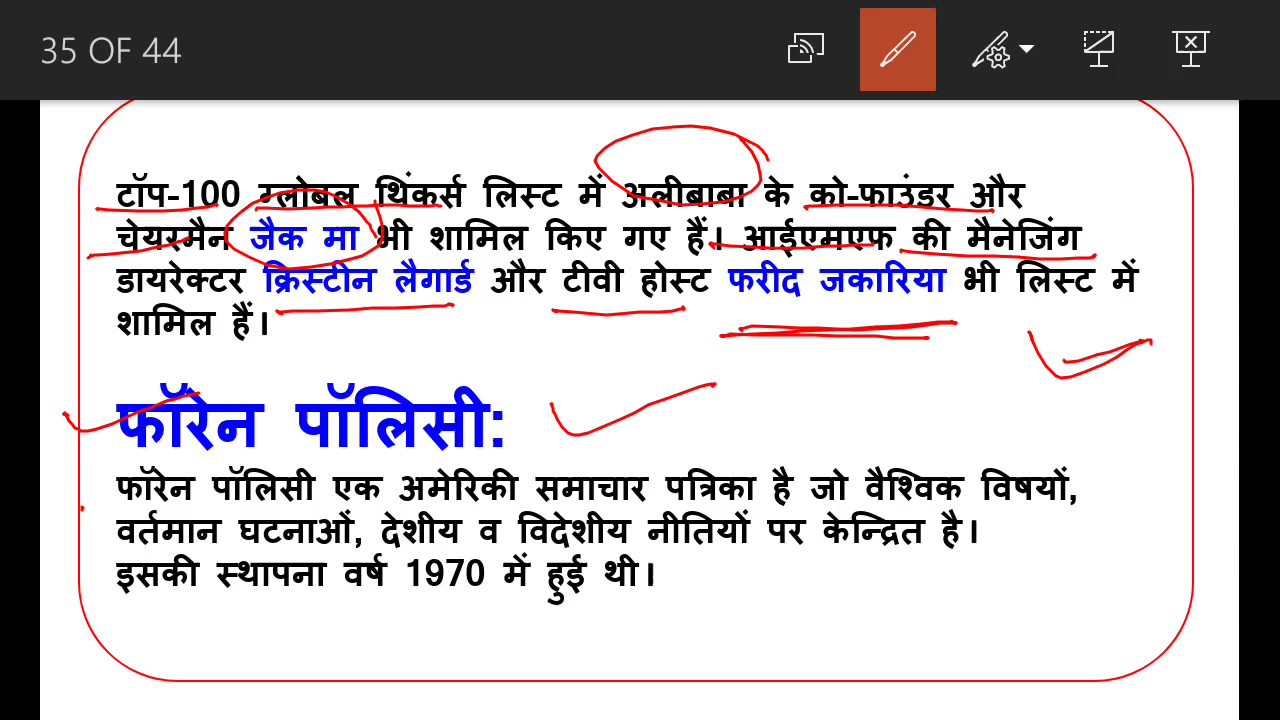 35 OF 44
टॉप-100 ग्लोबल थिंकर्स लिस्ट में अलीबाबा के को-फाउंडर और
चेयरमैन जैक मा भी शामिल किए गए हैं। आईएमएफ की मैनेजिंग
डायरेक्टर क्रिस्टीन लैगार्ड और टीवी होस्ट फरीद जकारिया भी लिस्ट में
शामिल हैं।
फॉरेन पॉलिसी:
फॉरेन पॉलिसी एक अमेरिकी समाचार पत्रिका है जो वैश्विक विषयों,
वर्तमान घटनाओं, देशीय व विदेशीय नीतियों पर केन्द्रित है।
इसकी स्थापना वर्ष 1970 में हुई थी।